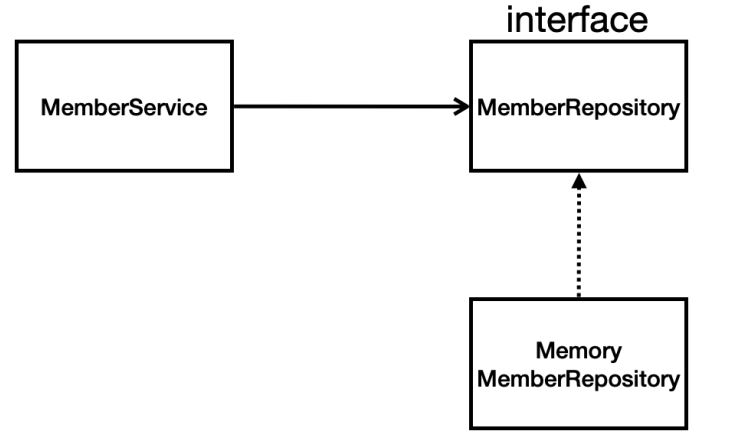 interface
MemberService
MemberRepository
Memory
MemberRepository